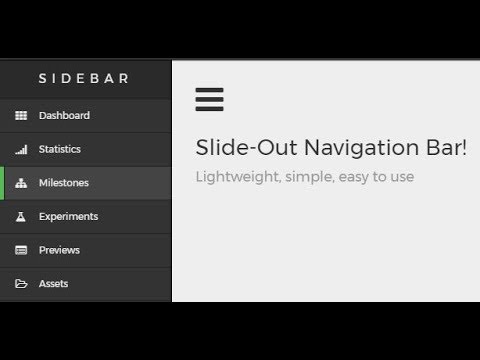 SIDEBAR
Dashboard
Statistics
Milestones
Experiments
Previews
Assets
Slide-Out Navigation Bar!
Lightweight, simple, easy to use